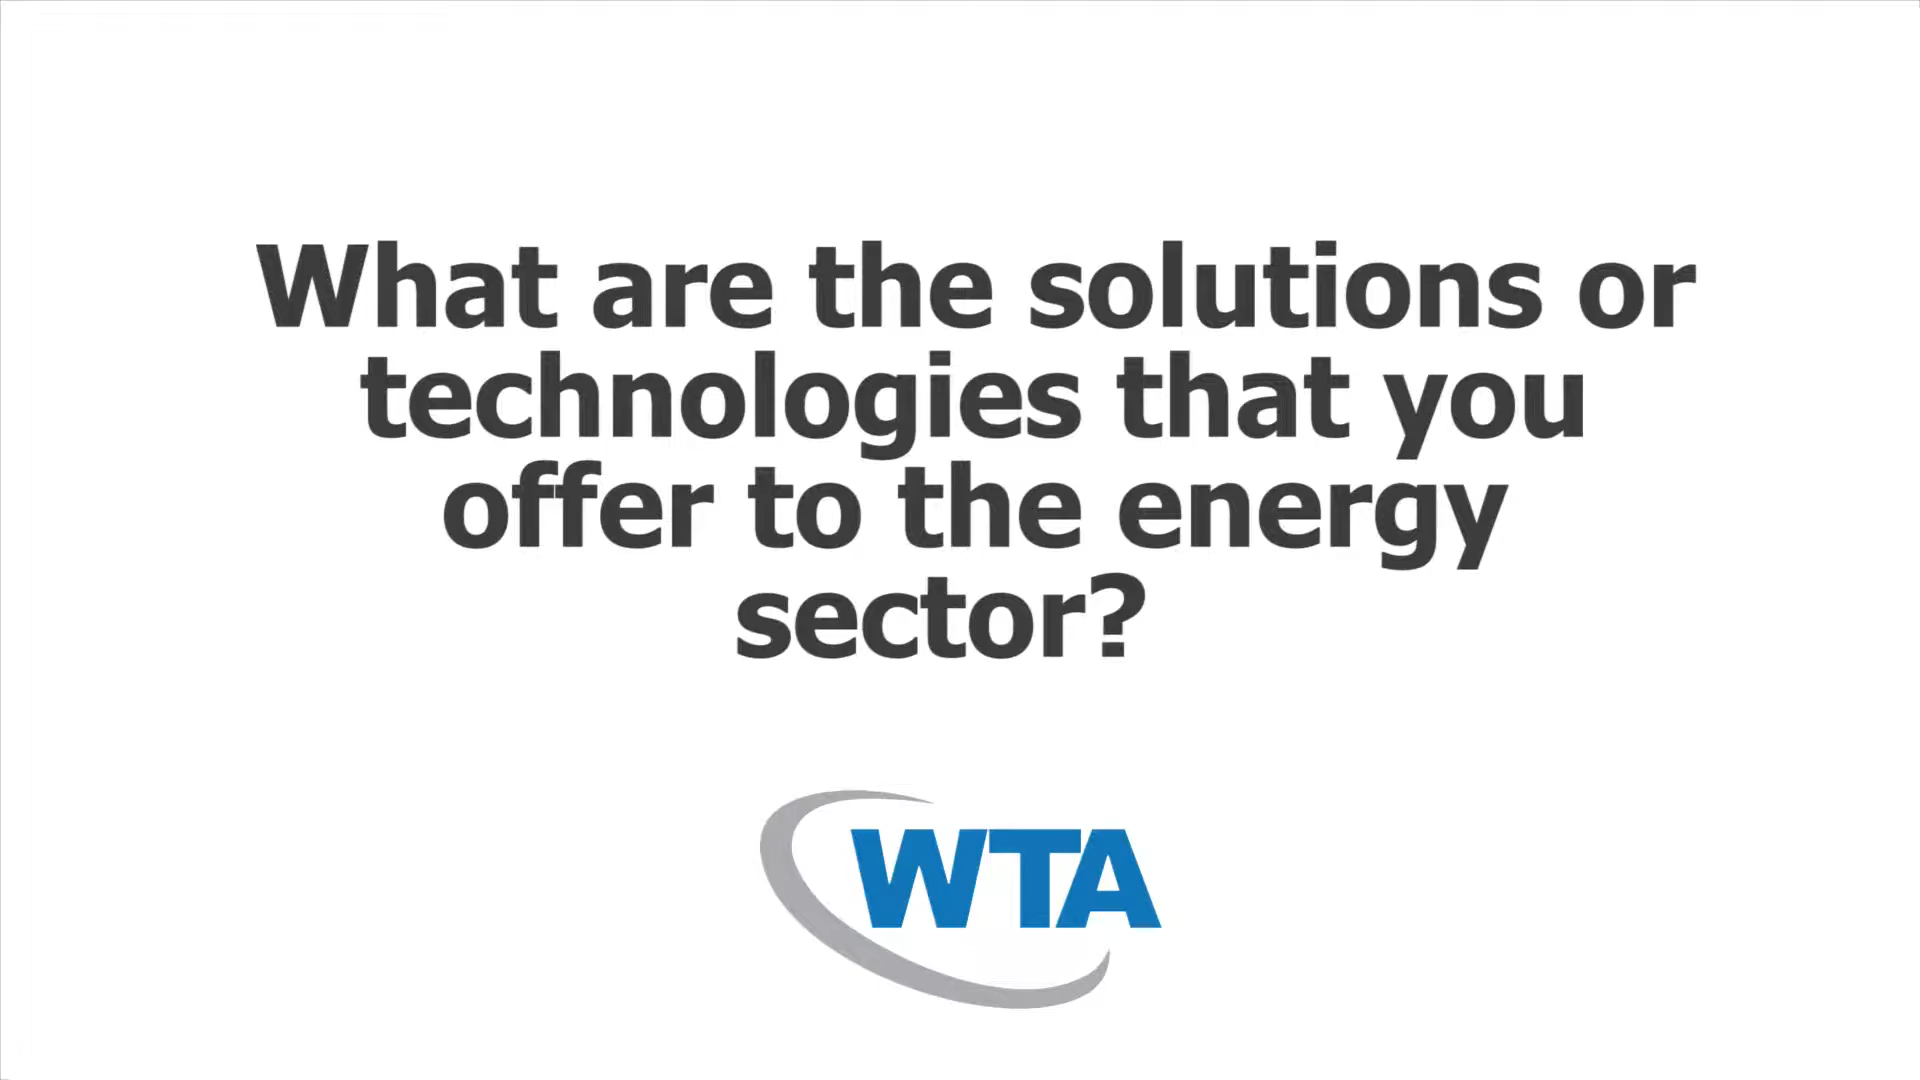 What are the solutions or
technologies that you
offer to the energy
sector?
WTA